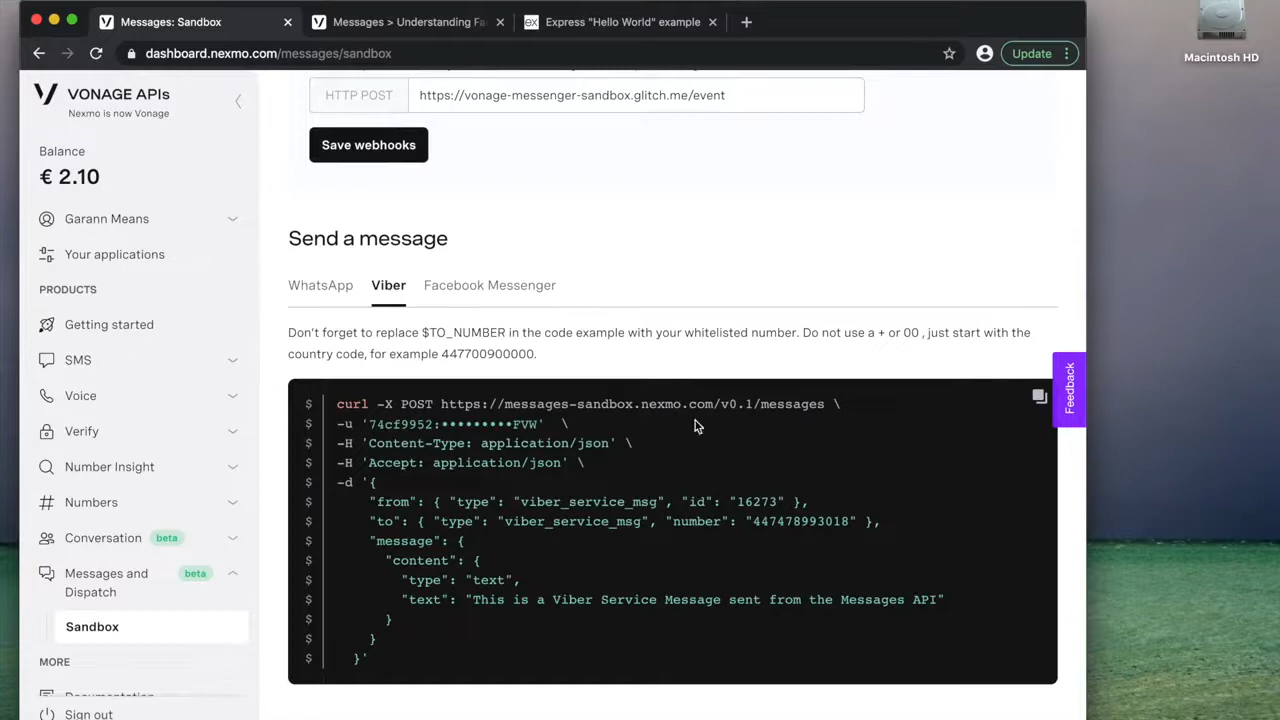 Messages: Sandbox
Messages > Understanding Fa
ex Express "Hello World" example
dashboard.nexmo.com/messages/sandbox
Update
Macintosh HD
VONAGE APIs
Nexmo is now Vonage
Balance
€ 2.10
Garann Means
Your applications
PRODUCTS
Getting started
SMS
Voice
Verify
Number Insight
Numbers
Conversation beta
Messages and Dispatch beta
Sandbox
MORE
Documentation
Sign out
HTTP POST https://vonage-messenger-sandbox.glitch.me/event
Save webhooks
Send a message
WhatsApp Viber Facebook Messenger
Don't forget to replace $TO_NUMBER in the code example with your whitelisted number. Do not use a + or 00 , just start with the
country code, for example 447700900000.
$ curl -X POST https://messages-sandbox.nexmo.com/v0.1/messages \
$ -u '74cf9952:•••••••••FVW' \
$ -H 'Content-Type: application/json' \
$ -H 'Accept: application/json' \
$ -d '{
$ "from": { "type": "viber_service_msg", "id": "16273" },
$ "to": { "type": "viber_service_msg", "number": "447478993018" },
$ "message": {
$ "content": {
$ "type": "text",
$ "text": "This is a Viber Service Message sent from the Messages API"
$ }
$ }
$ }'
Feedback